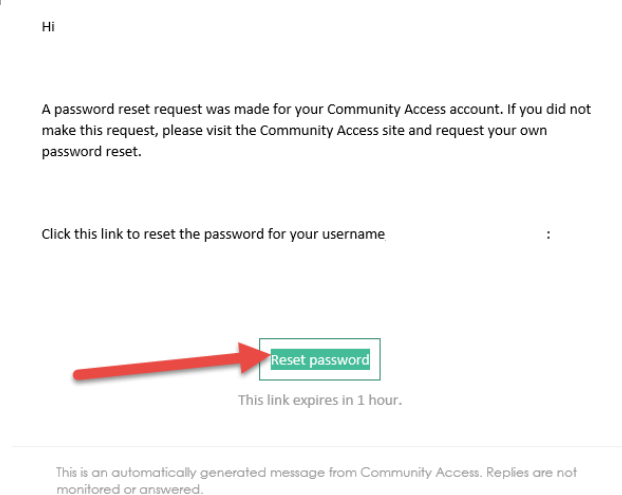 Hi
A password reset request was made for your Community Access account. If you did not
make this request, please visit the Community Access site and request your own
password reset.
Click this link to reset the password for your username :
Reset password
This link expires in 1 hour.
This is an automatically generated message from Community Access. Replies are not
monitored or answered.